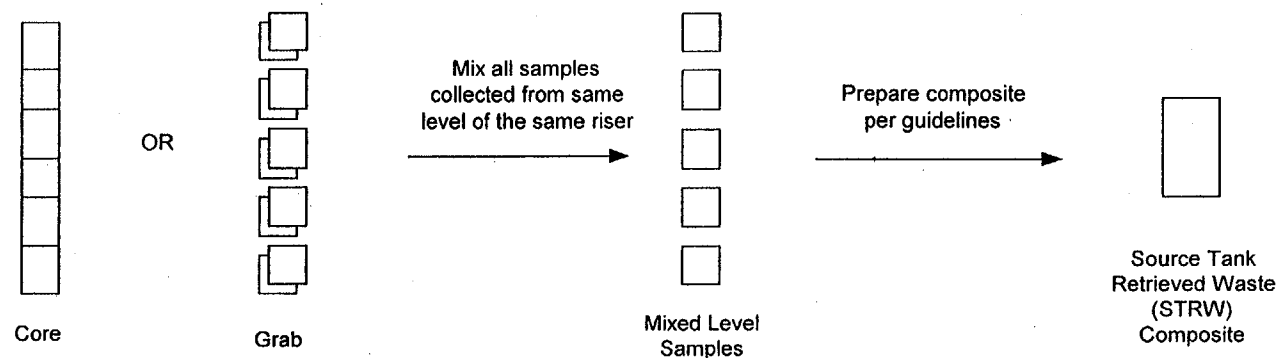 Core
OR
Grab
Mix all samples
collected from same
level of the same riser
Mixed Level
Samples
Prepare composite
per guidelines
Source Tank
Retrieved Waste
(STRW)
Composite